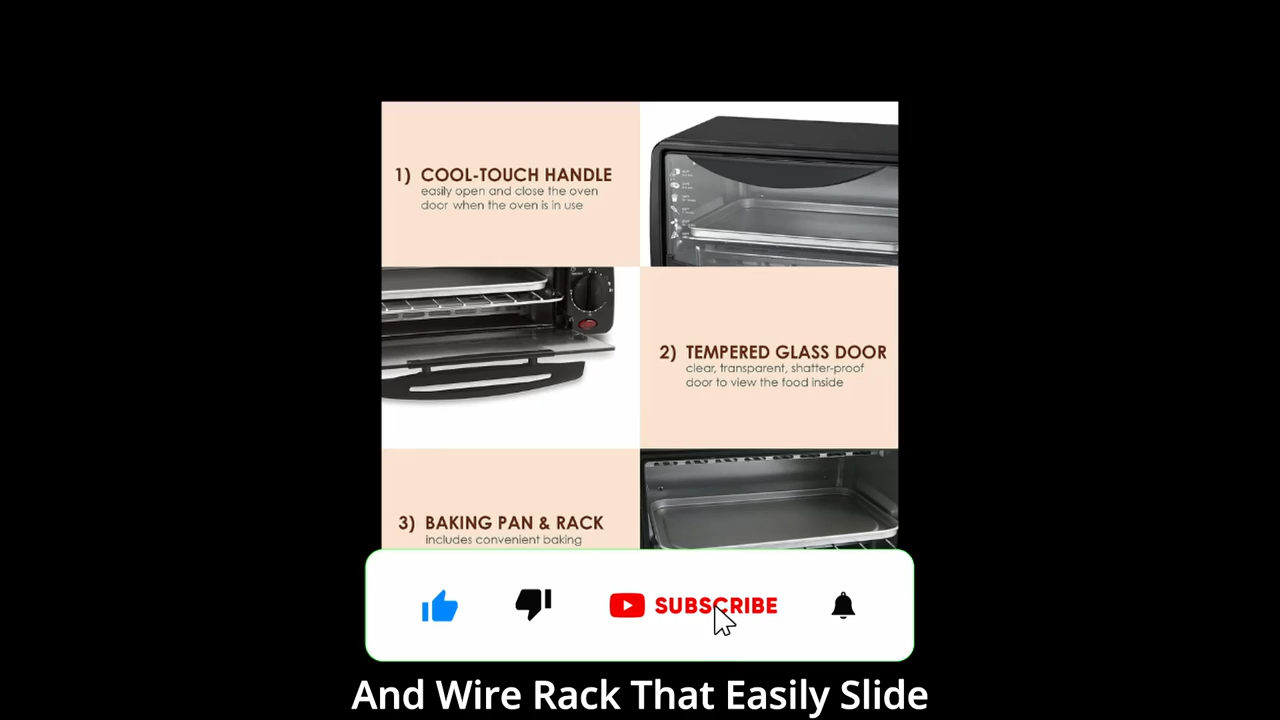 1) COOL-TOUCH HANDLE
easily open and close the oven
door when the oven is in use
2) TEMPERED GLASS DOOR
clear, transparent, shatter-proof
door to view the food inside
3) BAKING PAN & RACK
includes convenient baking
SUBSCRIBE
And Wire Rack That Easily Slide